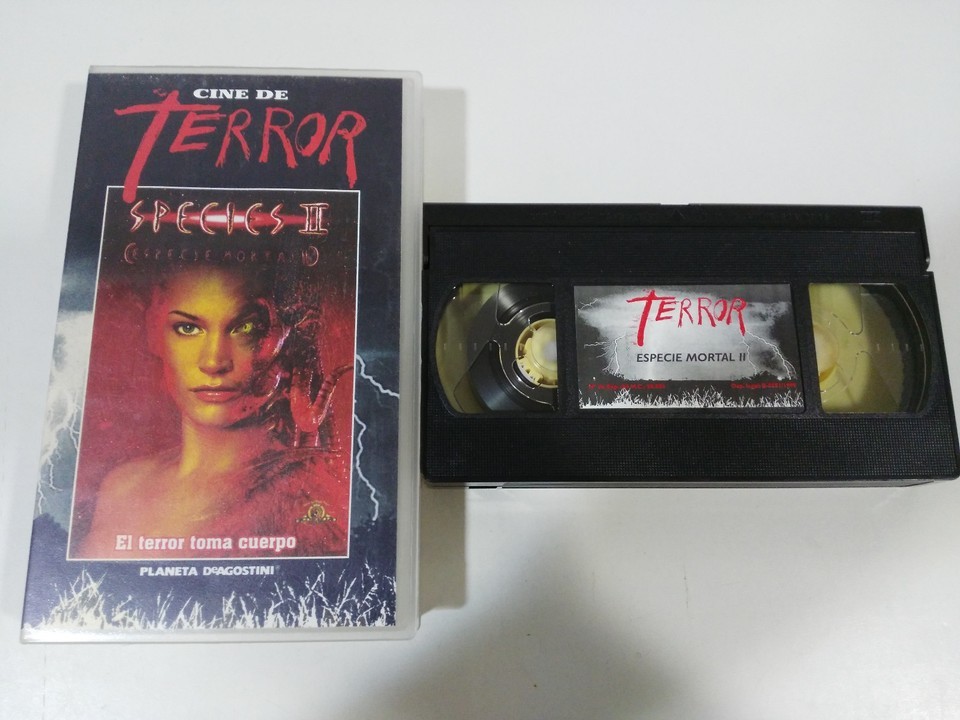 CINE DE
TERROR
SPECIES II
(ESPECIE MORTAL II)
El terror toma cuerpo
PLANETA DeAGOSTINI
TERROR
ESPECIE MORTAL II